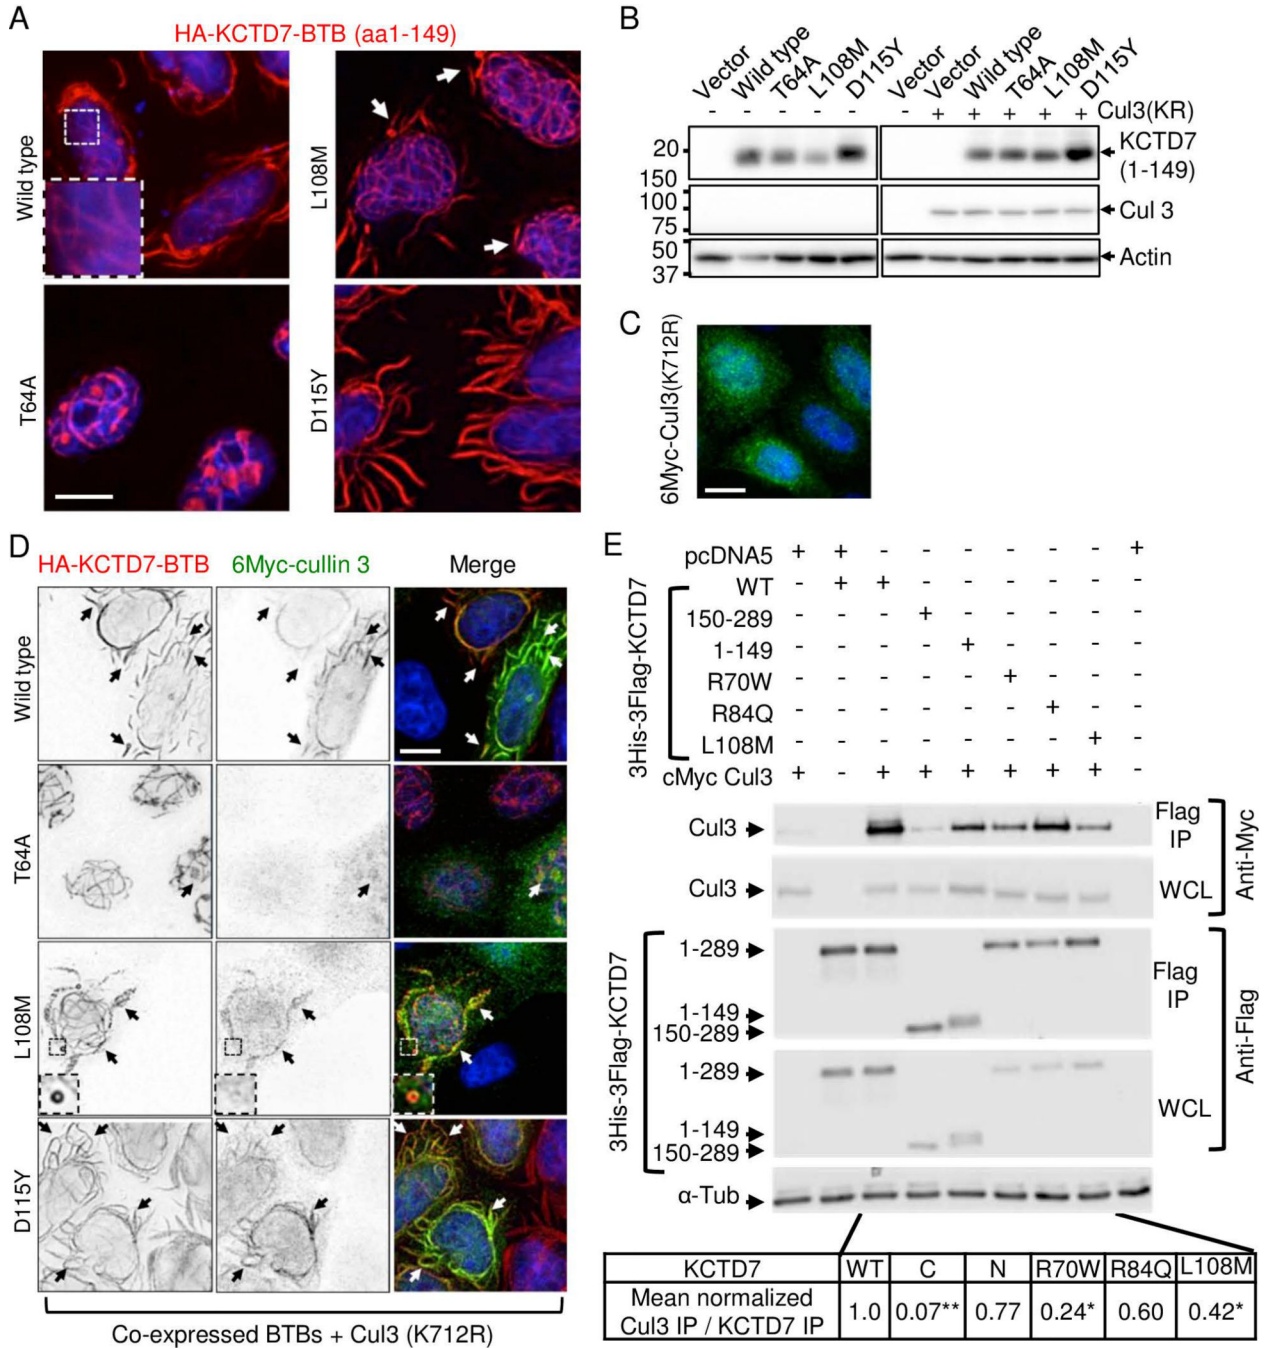 A
HA-KCTD7-BTB (aa1-149)
Wild type
L108M
T64A
D115Y
B
Vector
Wild type
T64A
L108M
D115Y
Vector
Vector
Wild type
T64A
L108M
D115Y
- - - - - - + + + + + Cul3(KR)
20
150
100
75
50
37
KCTD7
(1-149)
Cul 3
Actin
C
6Myc-Cul3(K712R)
D
HA-KCTD7-BTB 6Myc-cullin 3 Merge
Wild type
T64A
L108M
D115Y
Co-expressed BTBs + Cul3 (K712R)
E
3His-3Flag-KCTD7
pcDNA5 + + - - - - - - +
WT - + + - - - - - -
150-289 - - - + - - - - -
1-149 - - - - + - - - -
R70W - - - - - + - - -
R84Q - - - - - - + - -
L108M - - - - - - - + -
cMyc Cul3 + - + + + + + + -
Cul3 Flag IP
Cul3 WCL
Anti-Myc
3His-3Flag-KCTD7
1-289
1-149
150-289
Flag IP
1-289
1-149
150-289
WCL
Anti-Flag
α-Tub
KCTD7 WT C N R70W R84Q L108M
Mean normalized
Cul3 IP / KCTD7 IP 1.0 0.07** 0.77 0.24* 0.60 0.42*